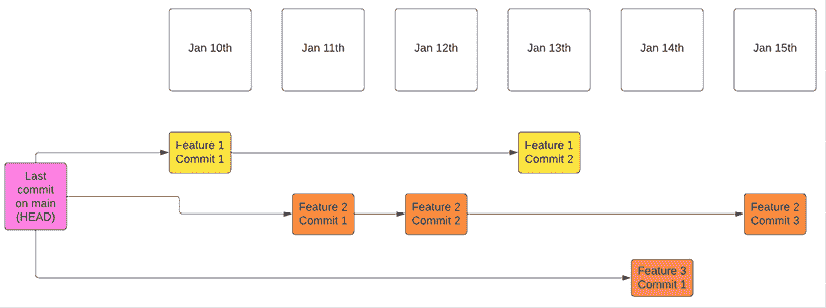 Jan 10th
Jan 11th
Jan 12th
Jan 13th
Jan 14th
Jan 15th
Feature 1
Commit 1
Feature 1
Commit 2
Last
commit
on main
(HEAD)
Feature 2
Commit 1
Feature 2
Commit 2
Feature 2
Commit 3
Feature 3
Commit 1